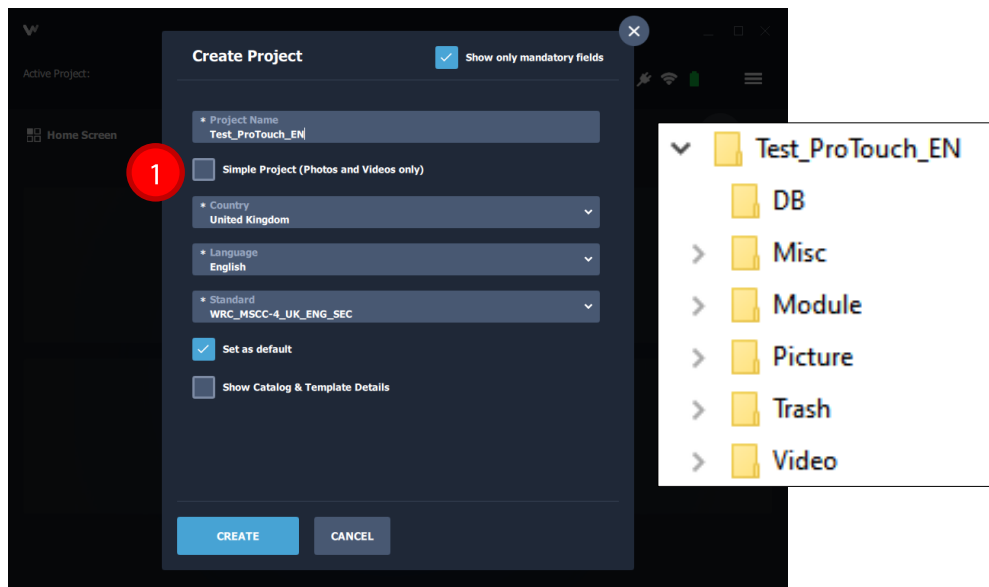 Create Project
Show only mandatory fields
Active Project:
* Project Name
Test_ProTouch_EN
Home Screen
1
Simple Project (Photos and Videos only)
* Country
United Kingdom
* Language
English
* Standard
WRC_MSCC-4_UK_ENG_SEC
Set as default
Show Catalog & Template Details
CREATE
CANCEL
Test_ProTouch_EN
DB
Misc
Module
Picture
Trash
Video